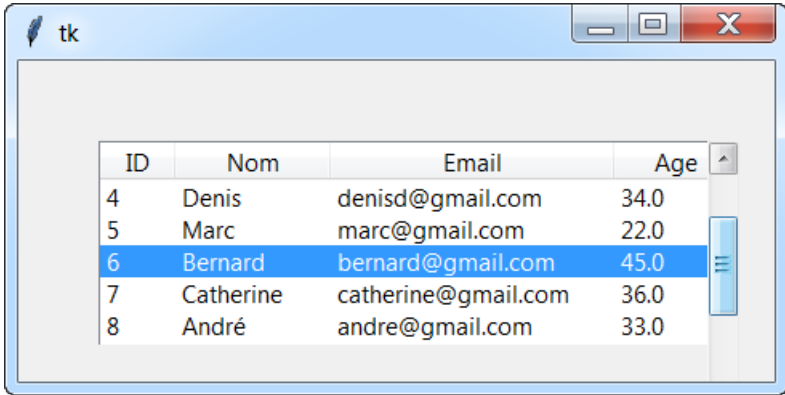 tk
ID Nom Email Age
4 Denis denisd@gmail.com 34.0
5 Marc marc@gmail.com 22.0
6 Bernard bernard@gmail.com 45.0
7 Catherine catherine@gmail.com 36.0
8 André andre@gmail.com 33.0